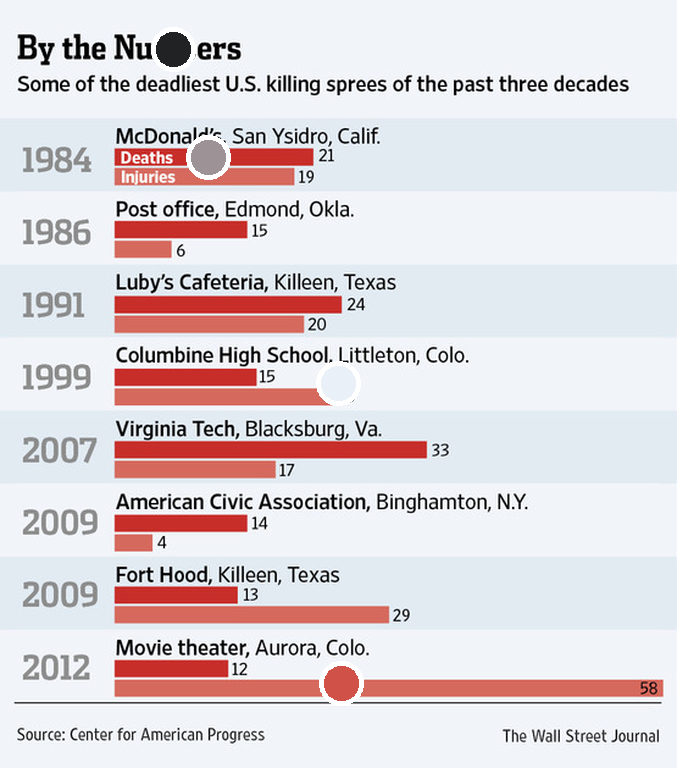 By the
Some of the deadliest U.S. killing sprees of the past three decades
McDonald's, San Ysidro, Calif.
1984
Deaths 21
Injuries 19
Post office, Edmond, Okla.
1986
15
6
Luby's Cafeteria, Killeen, Texas
1991
24
20
Columbine High School, Littleton, Colo.
1999
15
Virginia Tech, Blacksburg, Va.
2007
33
17
American Civic Association, Binghamton, N.Y.
2009
14
4
Fort Hood, Killeen, Texas
2009
13
29
Movie theater, Aurora, Colo.
2012
12
58
Source: Center for American Progress
The Wall Street Journal